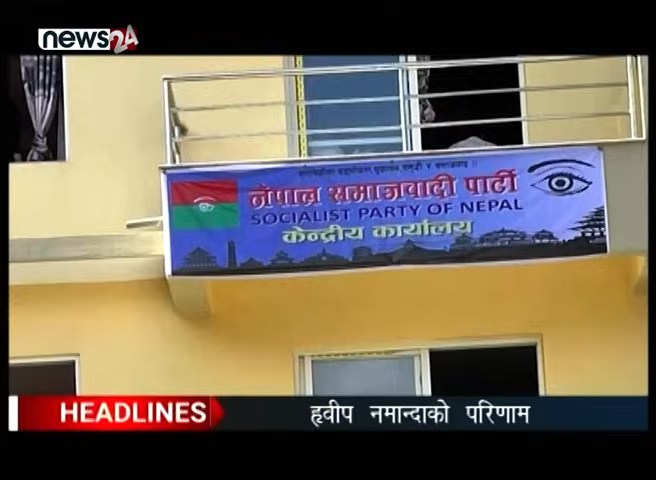 news24
नेपाल समाजवादी पार्टी
SOCIALIST PARTY OF NEPAL
केन्द्रीय कार्यालय
HEADLINES
ह्वीप नमान्दाको परिणाम